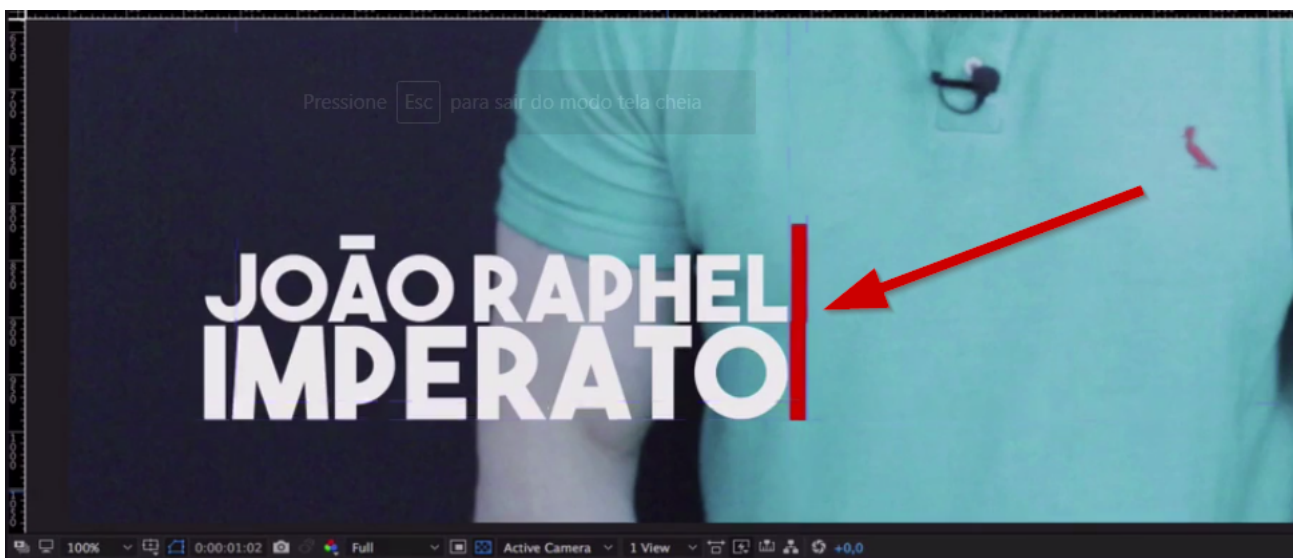 Pressione Esc para sair do modo tela cheia
JOÃO RAPHEL
IMPERATO
100% 0:00:01:02 Full Active Camera 1 View +0,0